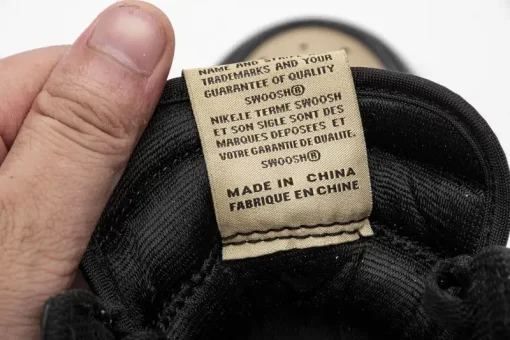 NAME AND
TRADEMARKS AND YOUR
GUARANTEE OF QUALITY
SWOOSH®
NIKE.LE TERME SWOOSH
ET SON SIGLE SONT DES
MARQUES DEPOSÉES ET
VOTRE GARANTIE DE QUALITE.
SWOOSH®
MADE IN CHINA
FABRIQUE EN CHINE